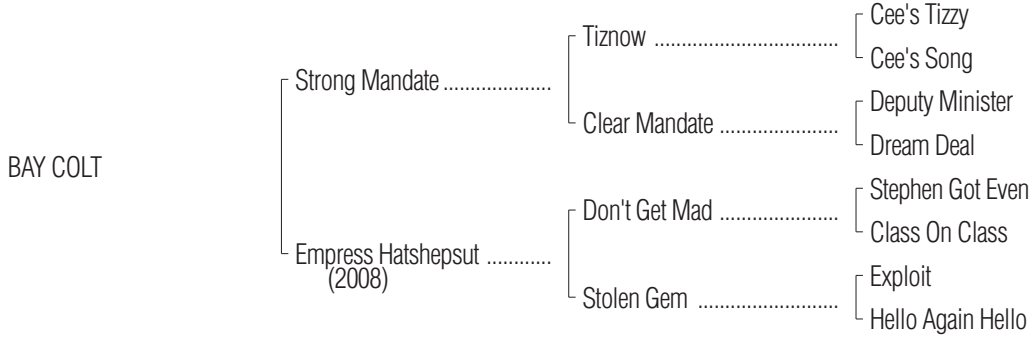 Cee's Tizzy
Tiznow ..................................
Cee's Song
Strong Mandate ....................
Deputy Minister
Clear Mandate ......................
Dream Deal
BAY COLT
Stephen Got Even
Don't Get Mad ......................
Class On Class
Empress Hatshepsut ............
(2008)
Exploit
Stolen Gem ..........................
Hello Again Hello